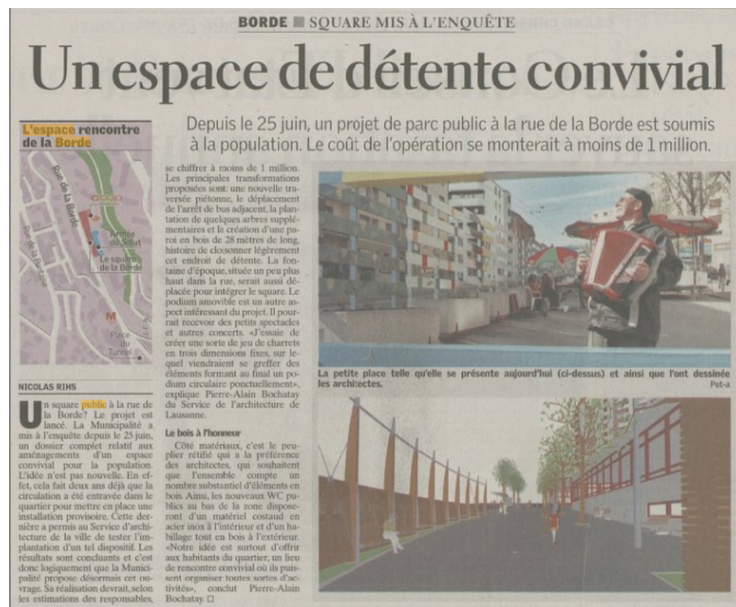 BORDE ■ SQUARE MIS À L'ENQUÊTE
Un espace de détente convivial
Depuis le 25 juin, un projet de parc public à la rue de la Borde est soumis
à la population. Le coût de l'opération se monterait à moins de 1 million.
L'espace rencontre
de la Borde
Rue de la Borde
Armée
du Salut
Le square
de la Borde
M
Place
du
Tunnel
NICOLAS RIHS
Un square public à la rue de
la Borde? Le projet est
lancé. La Municipalité a
mis à l'enquête depuis le 25 juin,
un dossier complet relatif aux
aménagements d'un espace
convivial pour la population.
L'idée n'est pas nouvelle. En ef-
fet, cela fait deux ans déjà que la
circulation a été entravée dans le
quartier pour mettre en place une
installation provisoire. Cette der-
nière a permis au Service d'archi-
tecture de la ville de tester l'im-
plantation d'un tel dispositif. Les
résultats sont concluants et c'est
donc logiquement que la Munici-
palité propose désormais cet ou-
vrage. Sa réalisation devrait, selon
les estimations des responsables,
se chiffrer à moins de 1 million.
Les principales transformations
proposées sont: une nouvelle tra-
versée piétonne, le déplacement
de l'arrêt de bus adjacent, la plan-
tation de quelques arbres supplé-
mentaires et la création d'une pa-
roi en bois de 28 mètres de long,
histoire de cloisonner légèrement
cet endroit de détente. La fon-
taine d'époque, située un peu plus
haut dans la rue, serait aussi dé-
placée pour intégrer le square. Le
podium amovible est un autre as-
pect intéressant du projet. Il pour-
rait recevoir des petits spectacles
et autres concerts. «J'essaie de
créer une sorte de jeu de charrets
en trois dimensions fixes, sur le-
quel viendraient se greffer des
éléments formant au final un po-
dium circulaire ponctuellement»,
explique Pierre-Alain Bochatay
du Service de l'architecture de
Lausanne.
Le bois à l'honneur
Côté matériaux, c'est le peu-
plier rétifié qui a la préférence
des architectes, qui souhaitent
que l'ensemble compte un
nombre substantiel d'éléments en
bois. Ainsi, les nouveaux WC pu-
blics au bas de la zone dispose-
ront d'un matériel costaud en
acier inox à l'intérieur et d'un ha-
billage tout en bois à l'extérieur.
«Notre idée est surtout d'offrir
aux habitants du quartier, un lieu
de rencontre convivial où ils puis-
sent organiser toutes sortes d'ac-
tivités», conclut Pierre-Alain
Bochatay. □
La petite place telle qu'elle se présente aujourd'hui (ci-dessus) et ainsi que l'ont dessinée
les architectes.
Pot-a